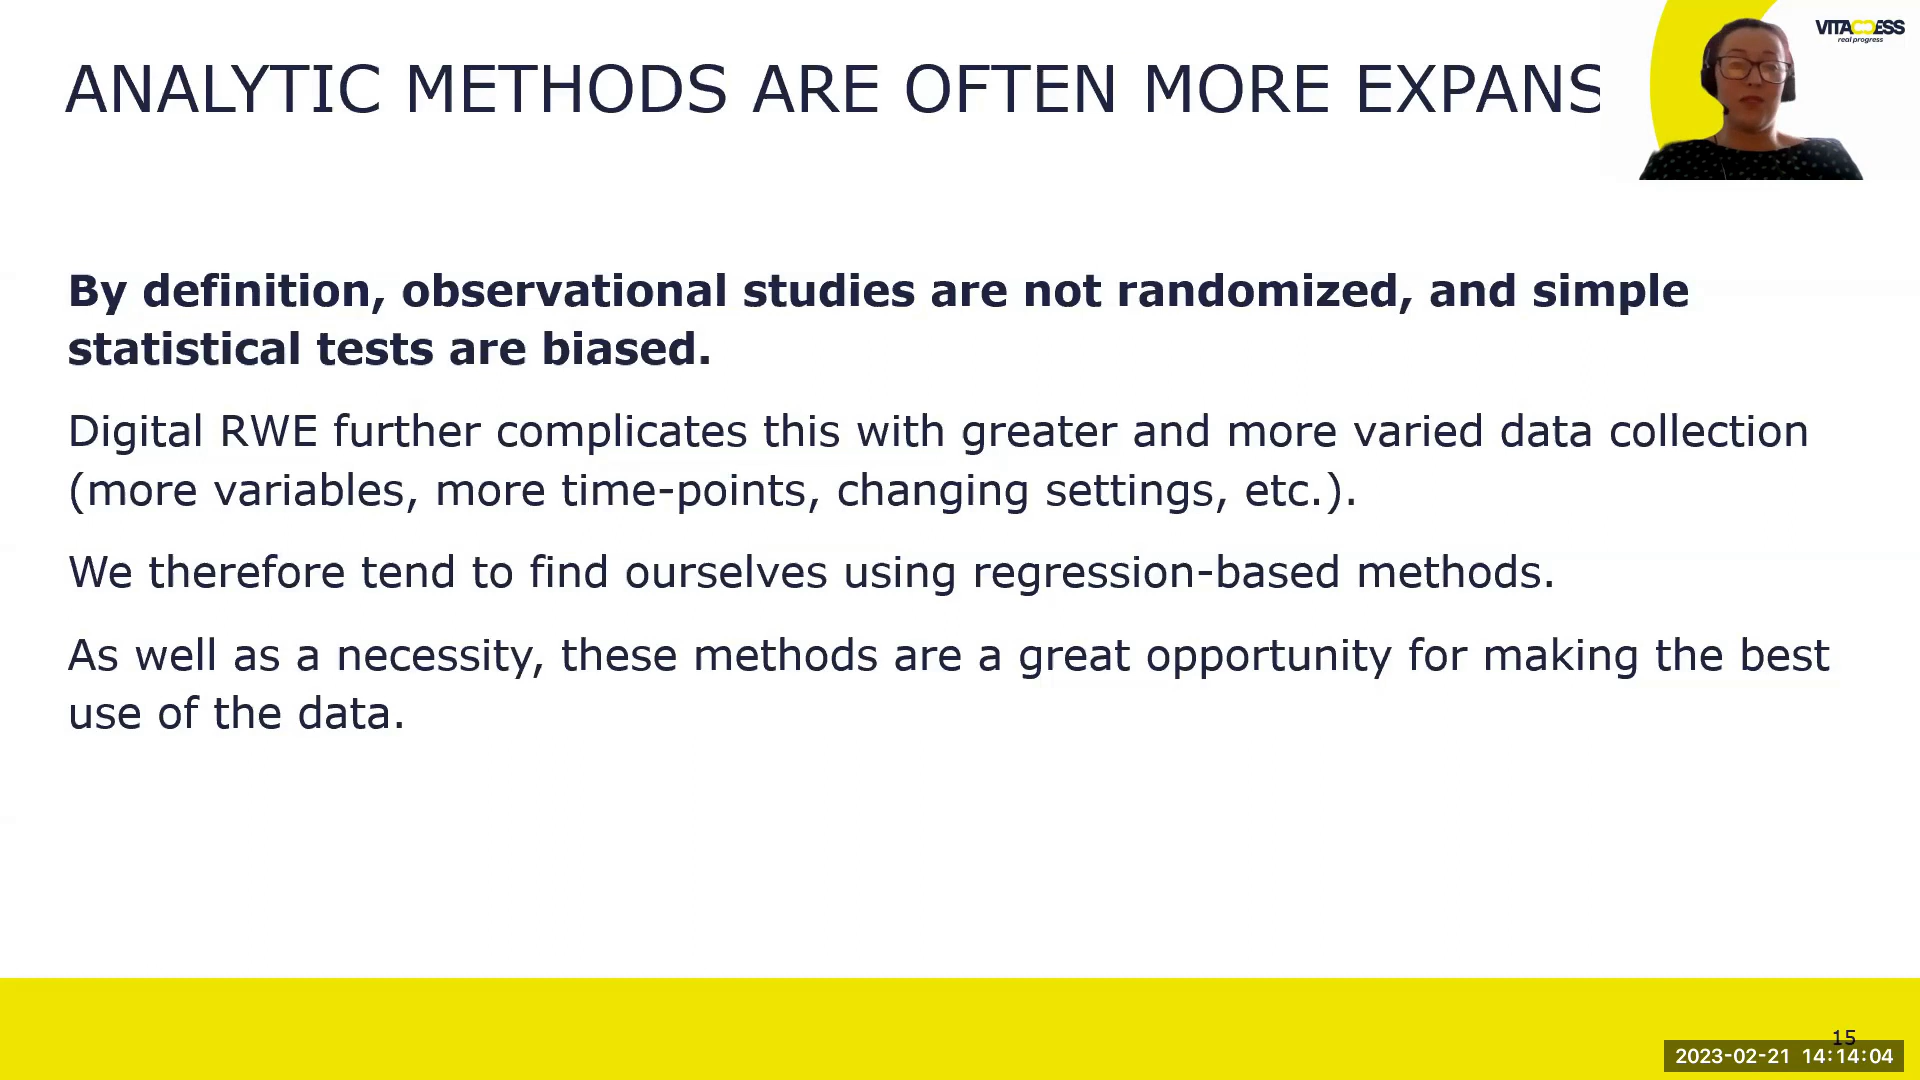 ANALYTIC METHODS ARE OFTEN MORE EXPANS
VITACCESS
real progress
By definition, observational studies are not randomized, and simple
statistical tests are biased.
Digital RWE further complicates this with greater and more varied data collection
(more variables, more time-points, changing settings, etc.).
We therefore tend to find ourselves using regression-based methods.
As well as a necessity, these methods are a great opportunity for making the best
use of the data.
15
2023-02-21 14:14:04